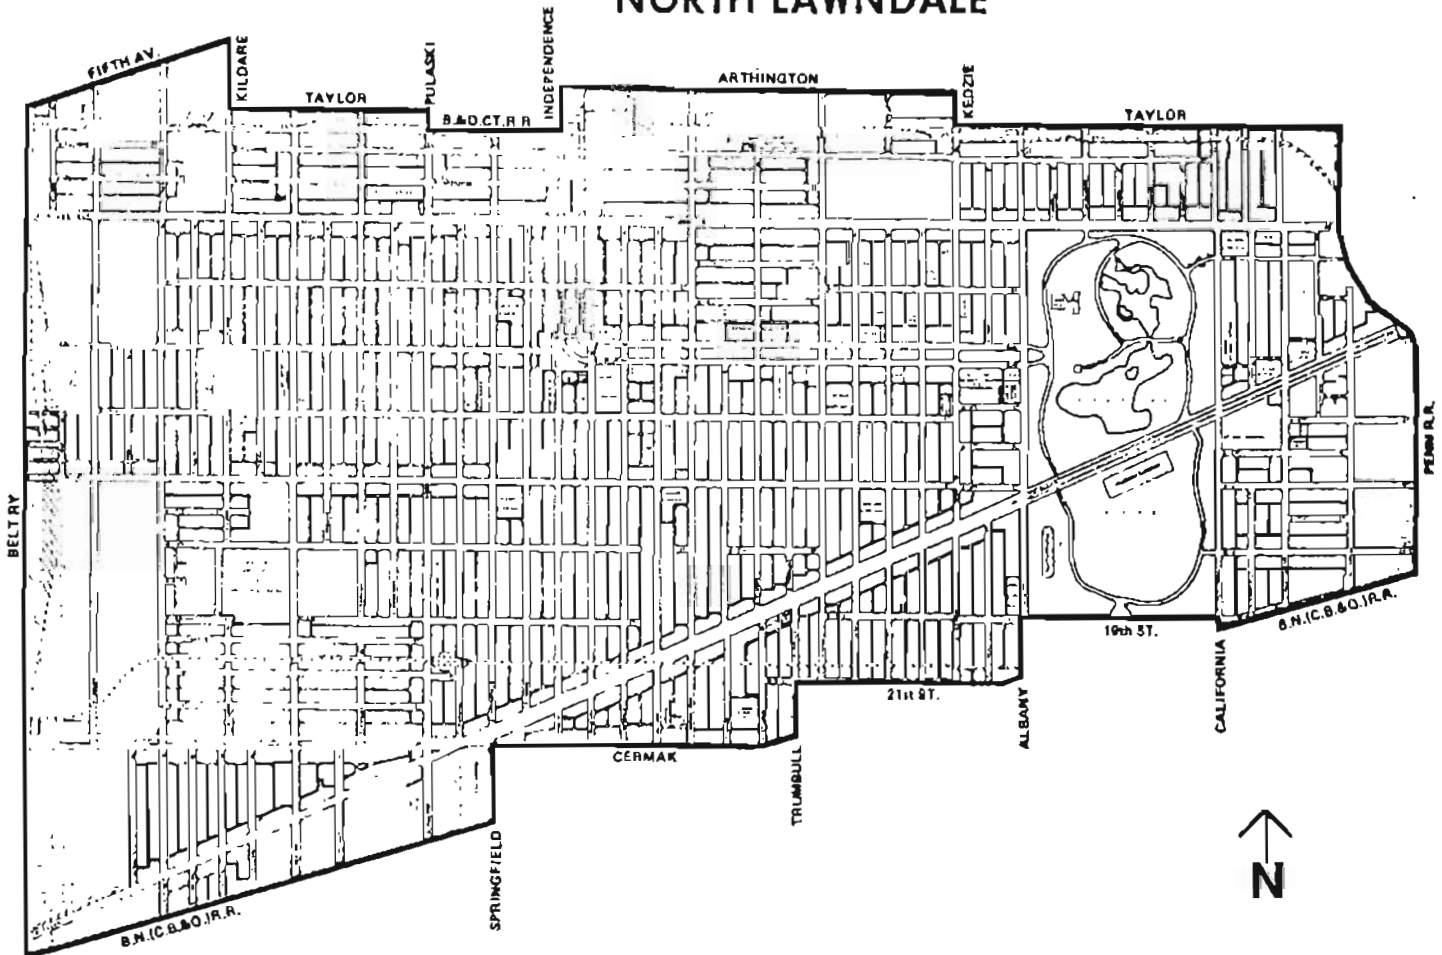 NORTH LAWNDALE
FIFTH AV.
KILDARE
TAYLOR
PULASKI
B.&O.CT.R.R.
INDEPENDENCE
ARTHINGTON
KEDZIE
TAYLOR
BELT RY
PENN R.R.
B.N.(C.B.&Q.)R.R.
19th ST.
CALIFORNIA
ALBANY
21st ST.
TRUMBULL
CERMAK
SPRINGFIELD
B.N.(C.B.&Q.)R.R.
N